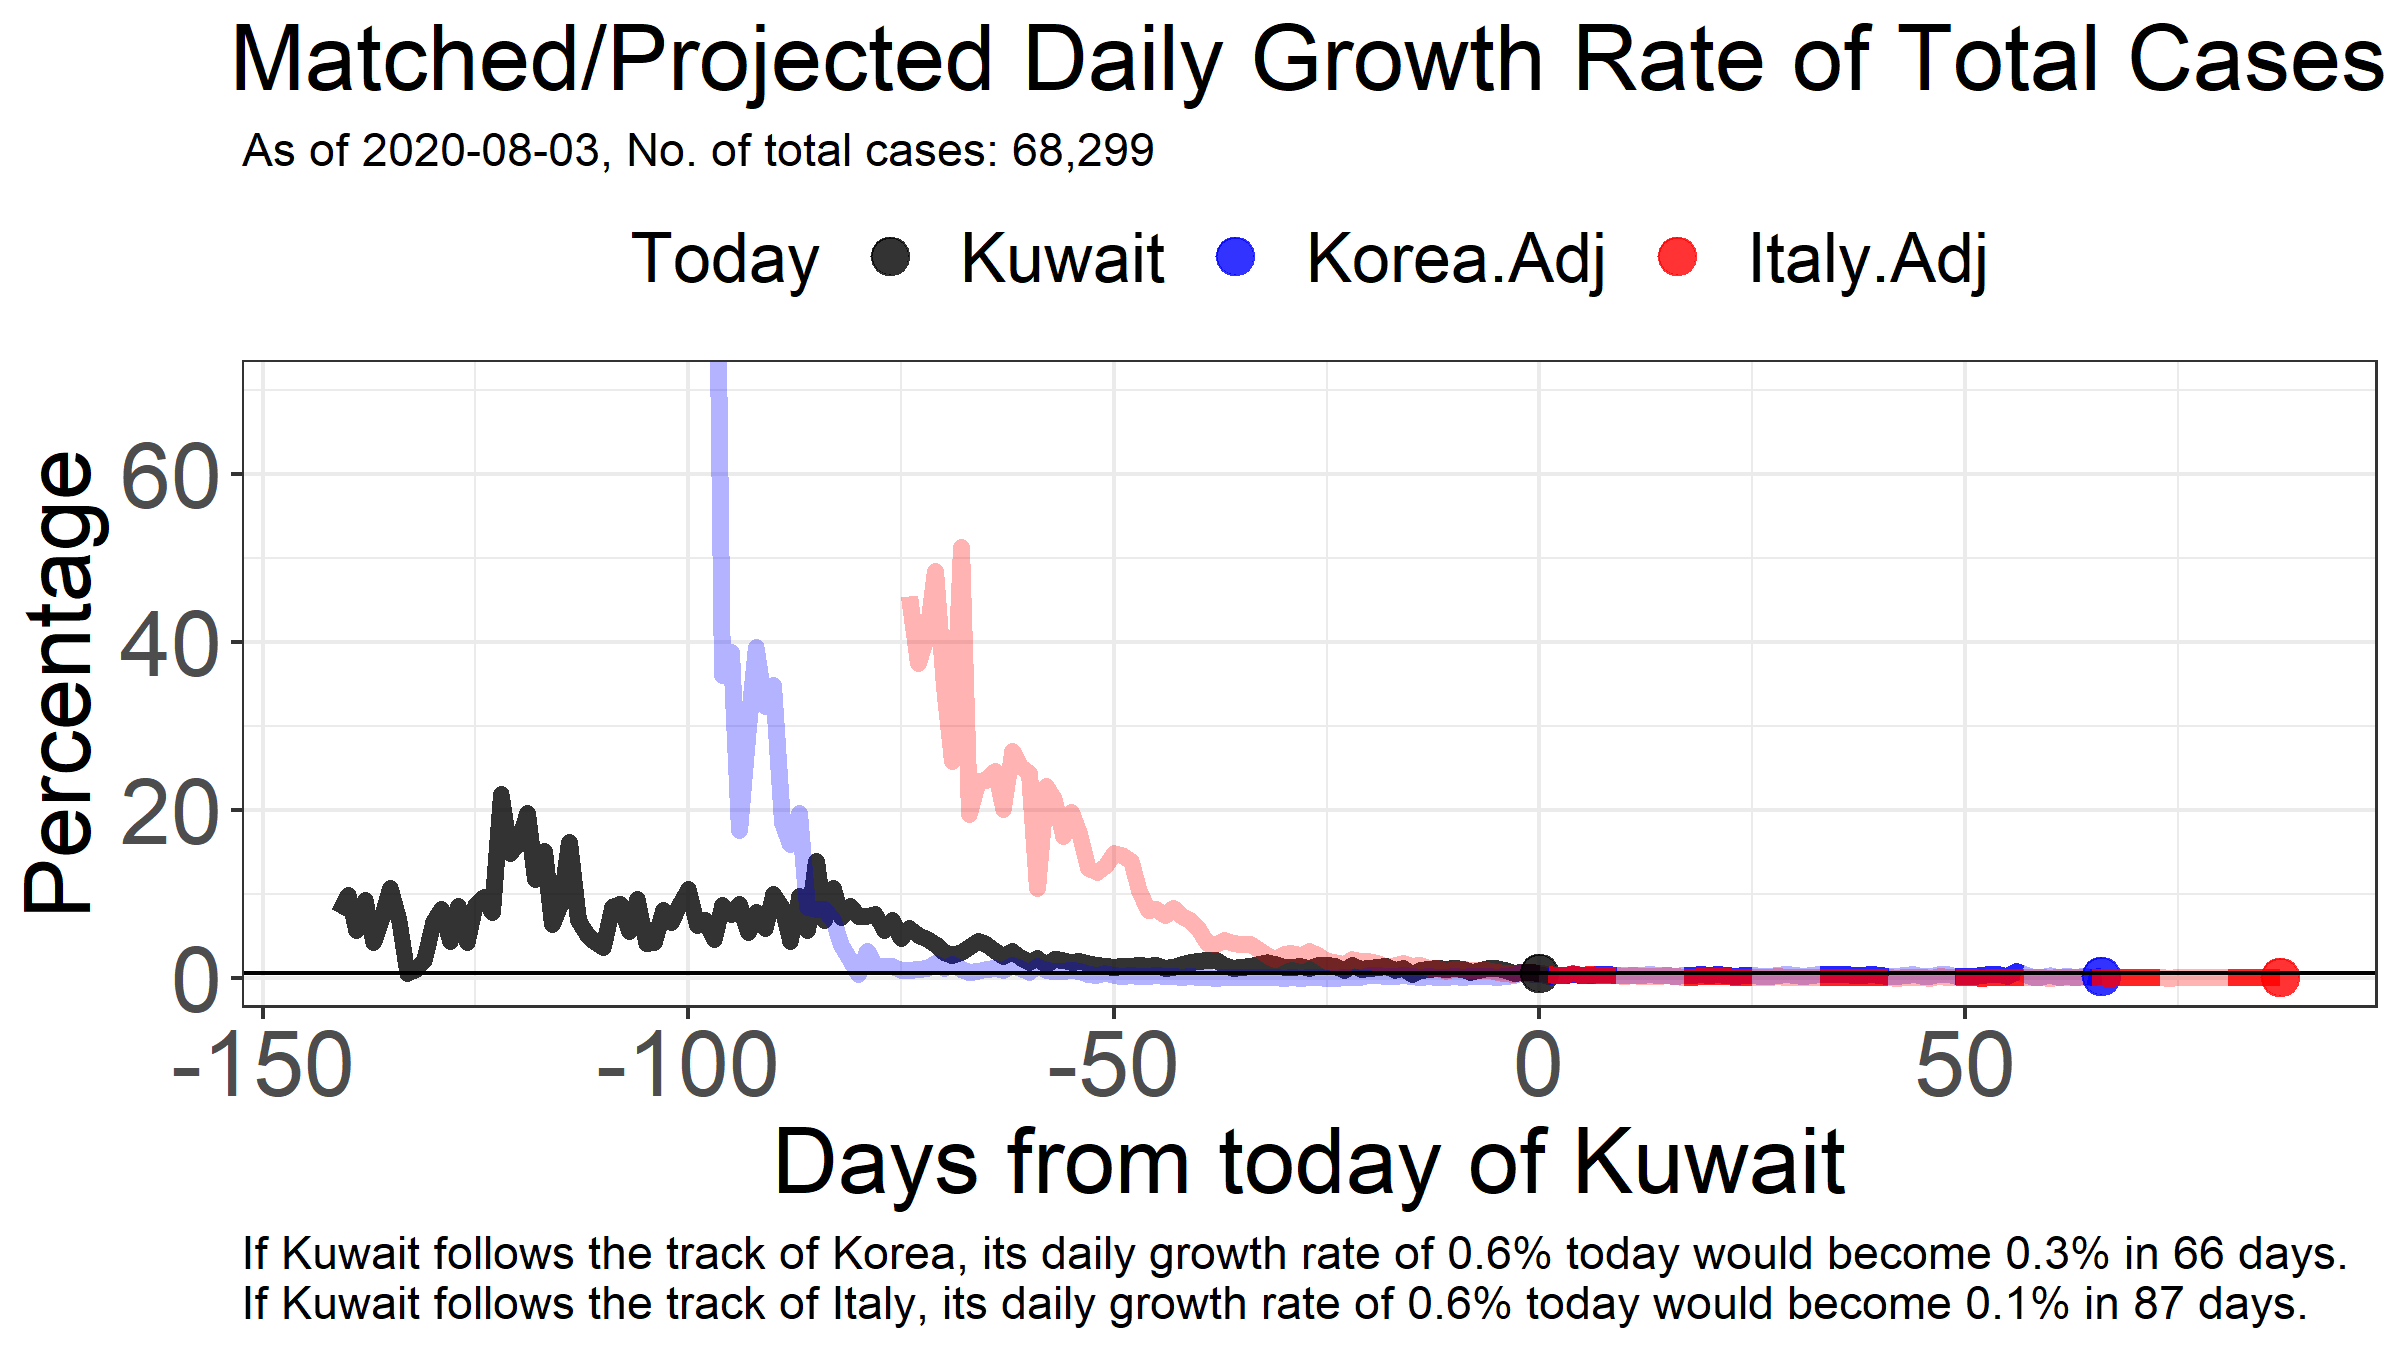 Matched/Projected Daily Growth Rate of Total Cases
As of 2020-08-03, No. of total cases: 68,299
Today Kuwait Korea.Adj Italy.Adj
Percentage
60
40
20
0
-150 -100 -50 0 50
Days from today of Kuwait
If Kuwait follows the track of Korea, its daily growth rate of 0.6% today would become 0.3% in 66 days.
If Kuwait follows the track of Italy, its daily growth rate of 0.6% today would become 0.1% in 87 days.